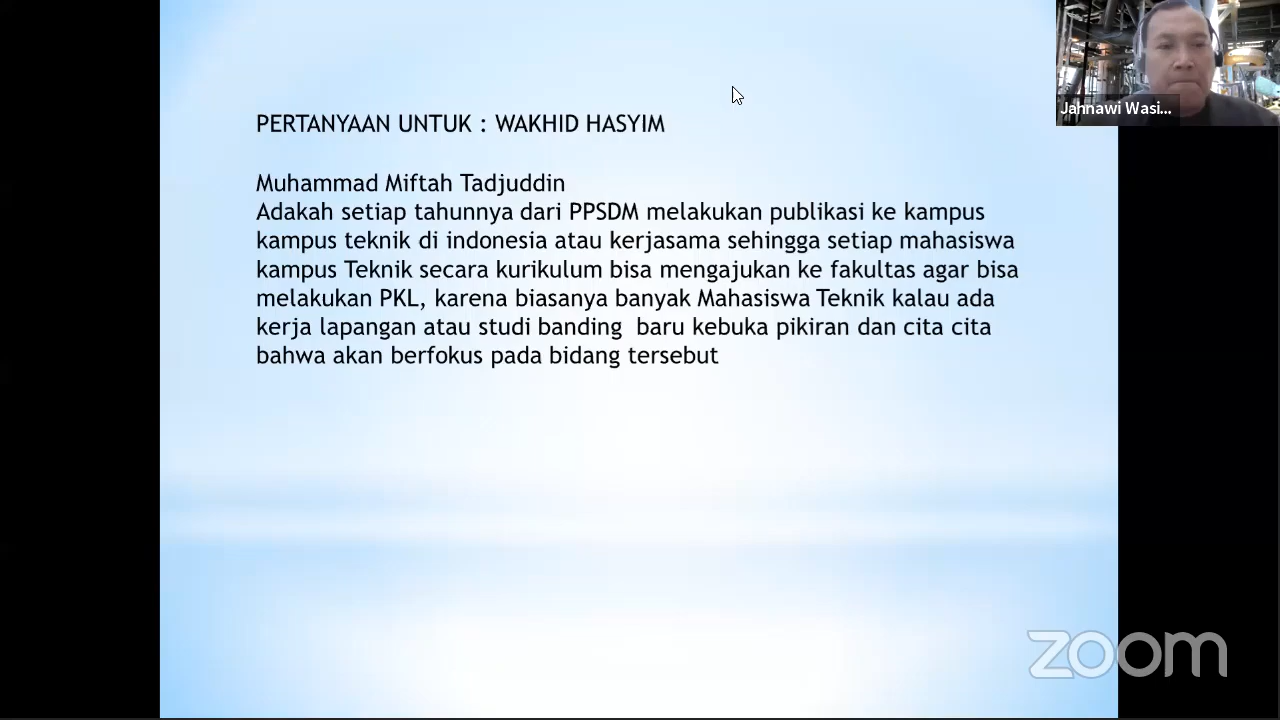 PERTANYAAN UNTUK : WAKHID HASYIM
Muhammad Miftah Tadjuddin
Adakah setiap tahunnya dari PPSDM melakukan publikasi ke kampus
kampus teknik di indonesia atau kerjasama sehingga setiap mahasiswa
kampus Teknik secara kurikulum bisa mengajukan ke fakultas agar bisa
melakukan PKL, karena biasanya banyak Mahasiswa Teknik kalau ada
kerja lapangan atau studi banding  baru kebuka pikiran dan cita cita
bahwa akan berfokus pada bidang tersebut
Jahnawi Wasi...
zoom